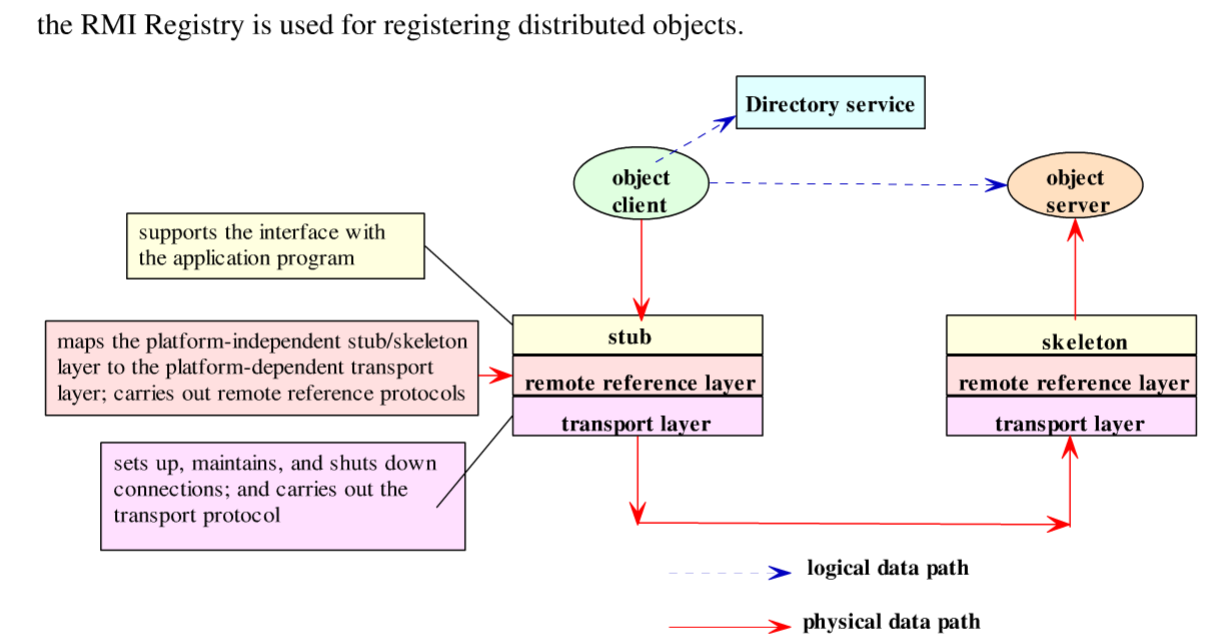 the RMI Registry is used for registering distributed objects.
Directory service
object
client
object
server
supports the interface with
the application program
maps the platform-independent stub/skeleton
layer to the platform-dependent transport
layer; carries out remote reference protocols
sets up, maintains, and shuts down
connections; and carries out the
transport protocol
stub
remote reference layer
transport layer
skeleton
remote reference layer
transport layer
logical data path
physical data path